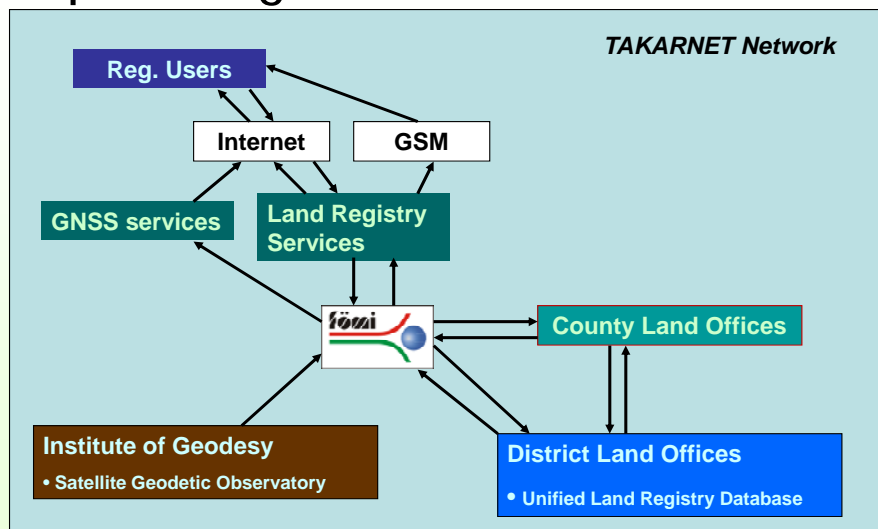 TAKARNET Network
Reg. Users
Internet
GSM
GNSS services
Land Registry
Services
fömi
County Land Offices
Institute of Geodesy
• Satellite Geodetic Observatory
District Land Offices
• Unified Land Registry Database